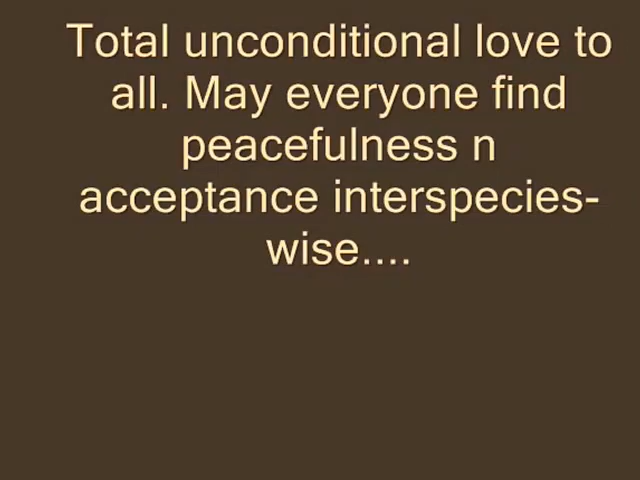 Total unconditional love to
all. May everyone find
peacefulness n
acceptance interspecies-
wise....